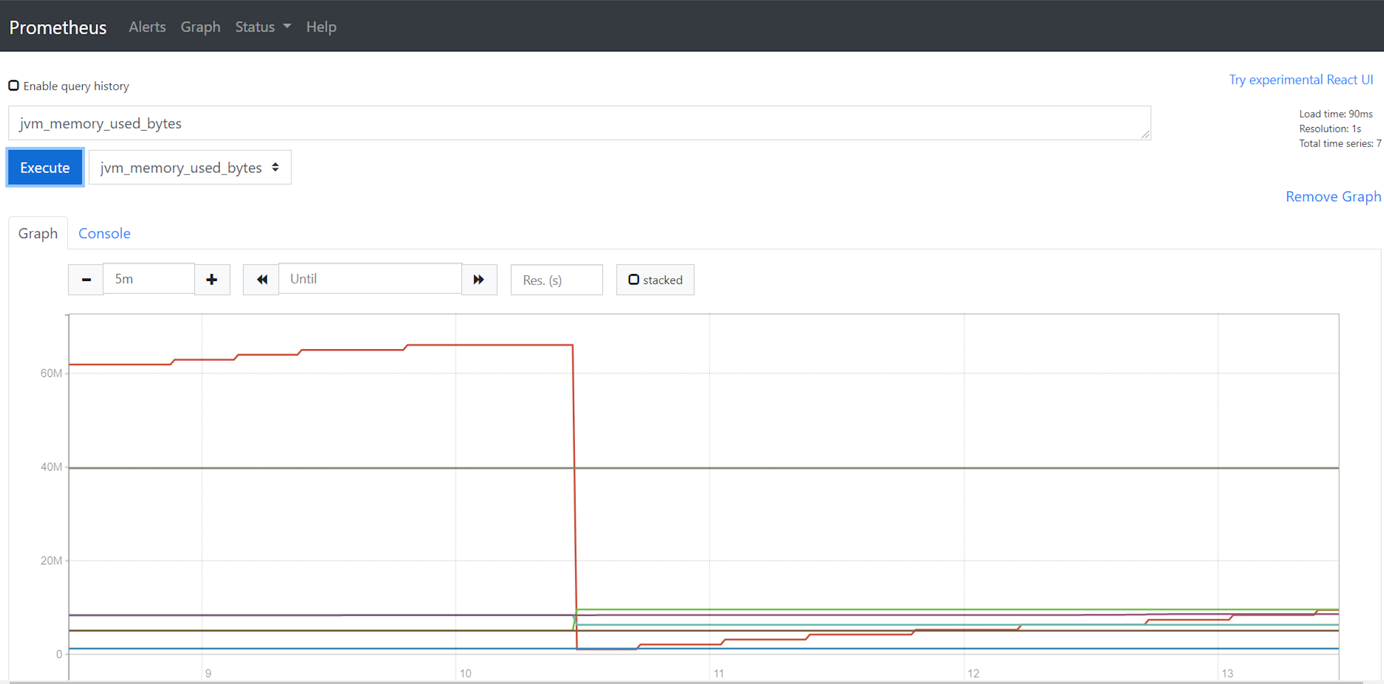 Prometheus Alerts Graph Status Help
Enable query history
Try experimental React UI
jvm_memory_used_bytes
Load time: 90ms
Resolution: 1s
Total time series: 7
Execute jvm_memory_used_bytes
Remove Graph
Graph Console
5m Until Res. (s) stacked
60M
40M
20M
0
9 10 11 12 13